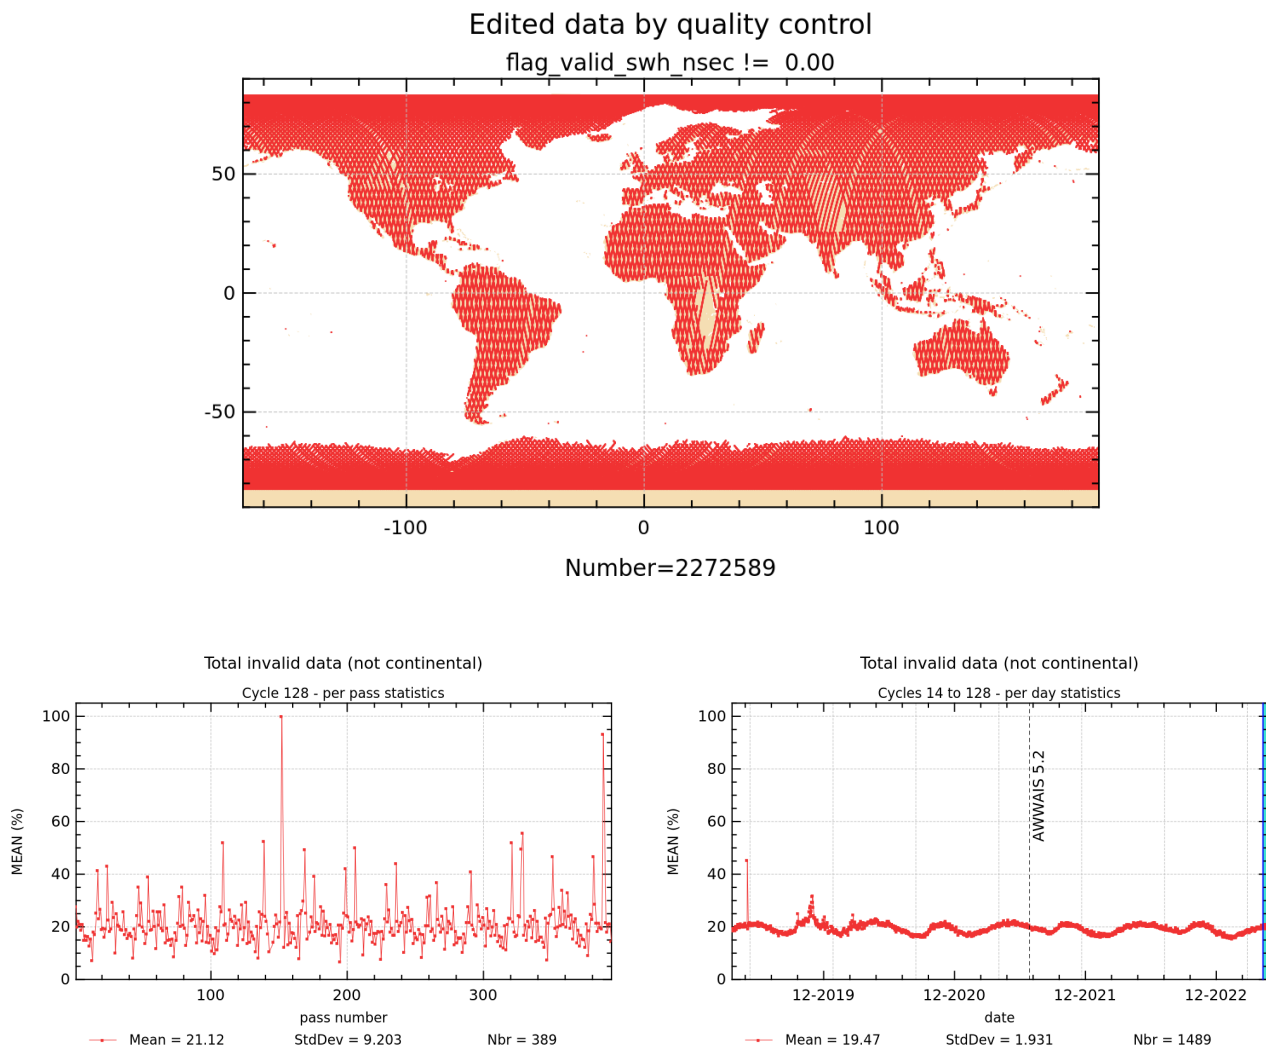 Edited data by quality control
flag_valid_swh_nsec !=  0.00
50
0
-50
-100
0
100
Number=2272589
Total invalid data (not continental)
Cycle 128 - per pass statistics
MEAN (%)
100
80
60
40
20
0
100
200
300
pass number
Mean = 21.12
StdDev = 9.203
Nbr = 389
Total invalid data (not continental)
Cycles 14 to 128 - per day statistics
MEAN (%)
100
80
60
40
20
0
AWWAIS 5.2
12-2019
12-2020
12-2021
12-2022
date
Mean = 19.47
StdDev = 1.931
Nbr = 1489